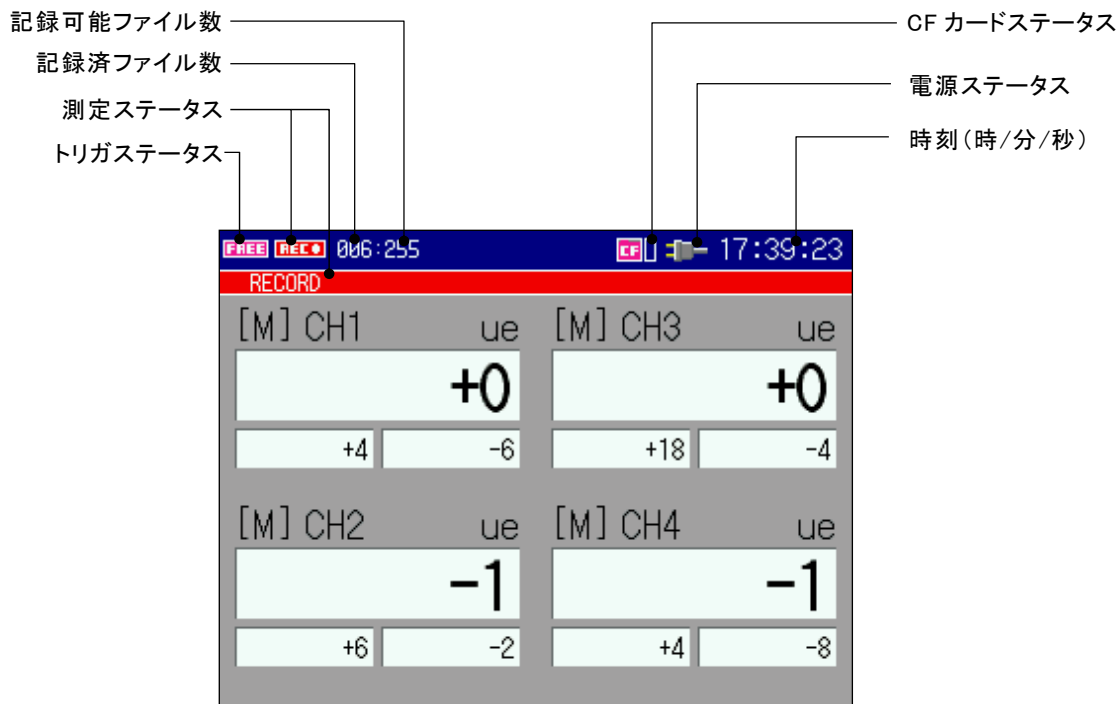 記録可能ファイル数
記録済ファイル数
測定ステータス
トリガステータス
CF カードステータス
電源ステータス
時刻(時/分/秒)
FREE REC 006:255 CF 17:39:23
RECORD
[M] CH1 ue [M] CH3 ue
+0 +0
+4 -6 +18 -4
[M] CH2 ue [M] CH4 ue
-1 -1
+6 -2 +4 -8